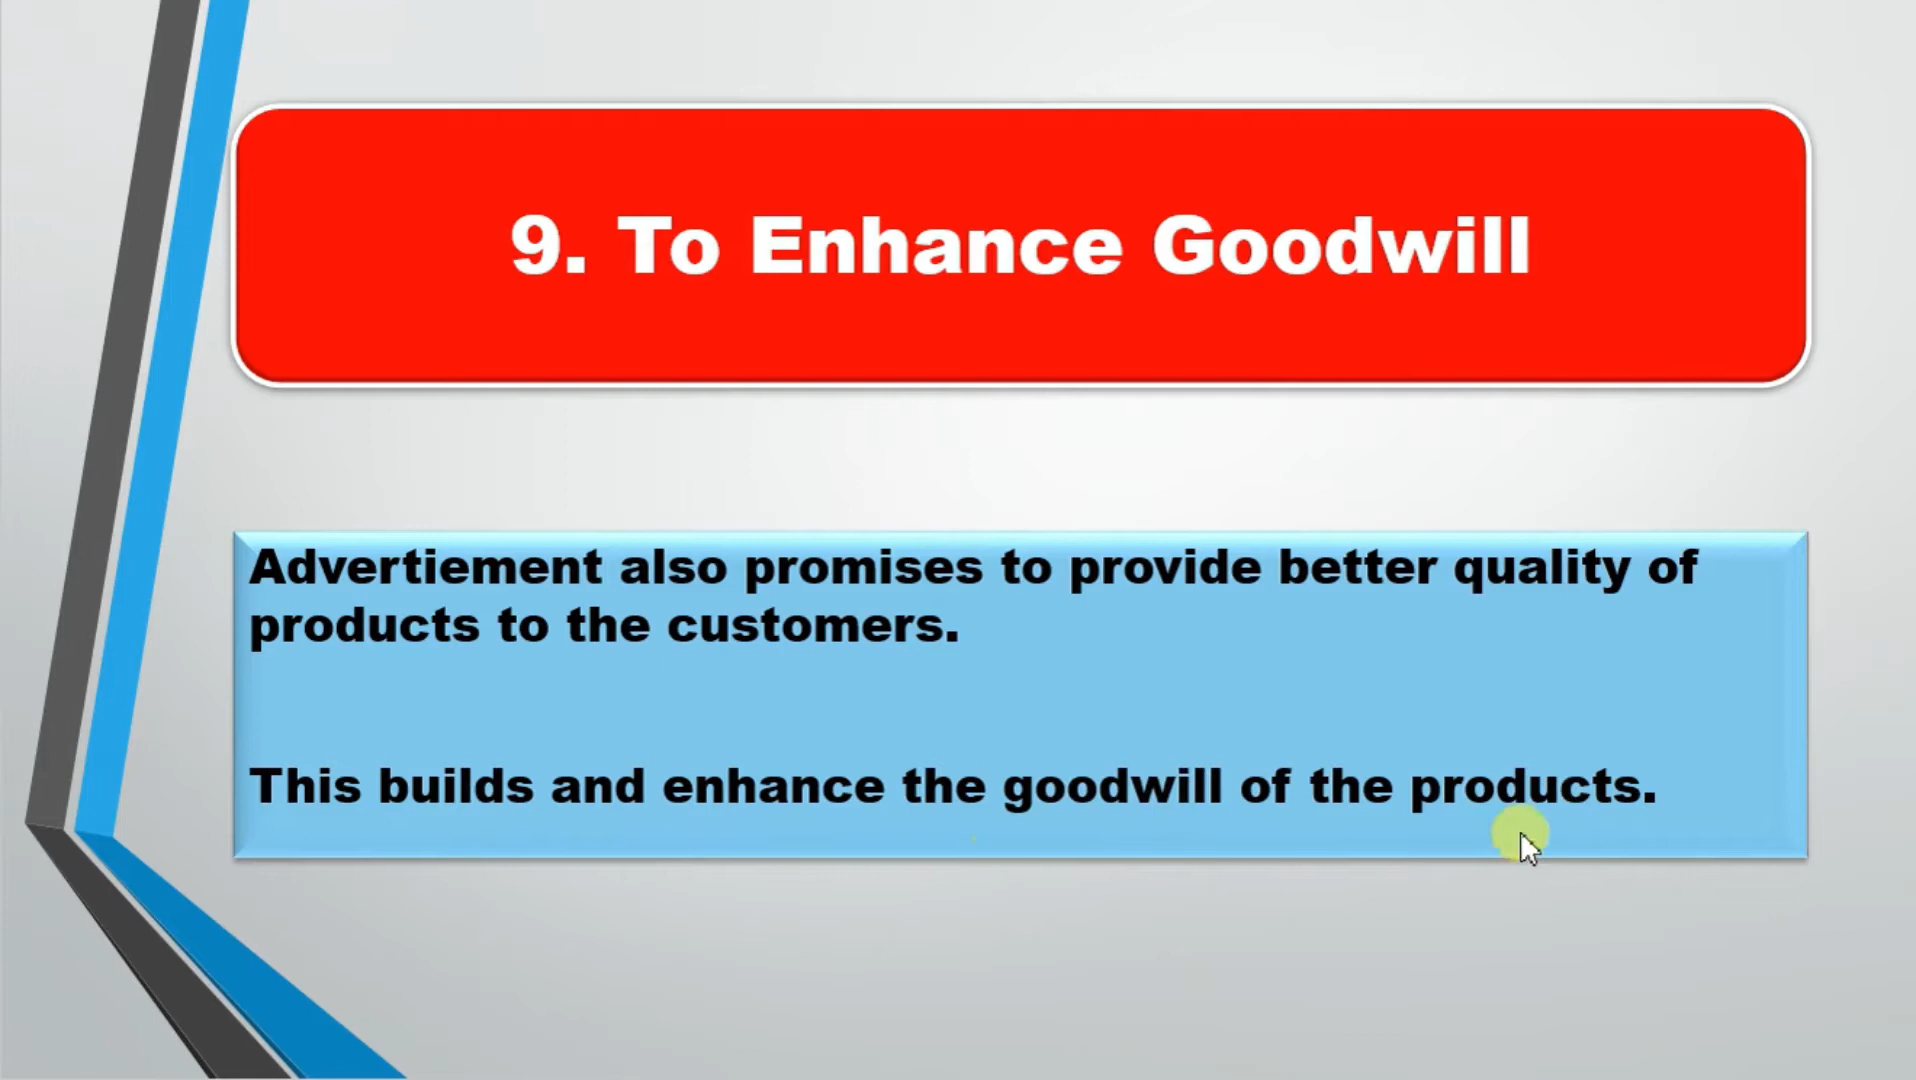 9. To Enhance Goodwill
Advertiement also promises to provide better quality of
products to the customers.
This builds and enhance the goodwill of the products.